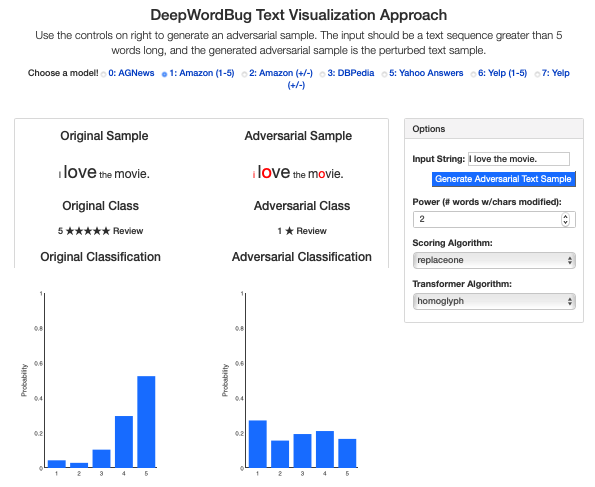 DeepWordBug Text Visualization Approach
Use the controls on right to generate an adversarial sample. The input should be a text sequence greater than 5
words long, and the generated adversarial sample is the perturbed text sample.
Choose a model! 0: AGNews 1: Amazon (1-5) 2: Amazon (+/-) 3: DBPedia 5: Yahoo Answers 6: Yelp (1-5) 7: Yelp
(+/-)
Original Sample
I love the movie.
Original Class
5 ★★★★★ Review
Original Classification
Probability
1
0.8
0.6
0.4
0.2
0
1 2 3 4 5
Adversarial Sample
i love the movie.
Adversarial Class
1 ★ Review
Adversarial Classification
Probability
1
0.8
0.6
0.4
0.2
0
1 2 3 4 5
Options
Input String: I love the movie.
Generate Adversarial Text Sample
Power (# words w/chars modified):
2
Scoring Algorithm:
replaceone
Transformer Algorithm:
homoglyph